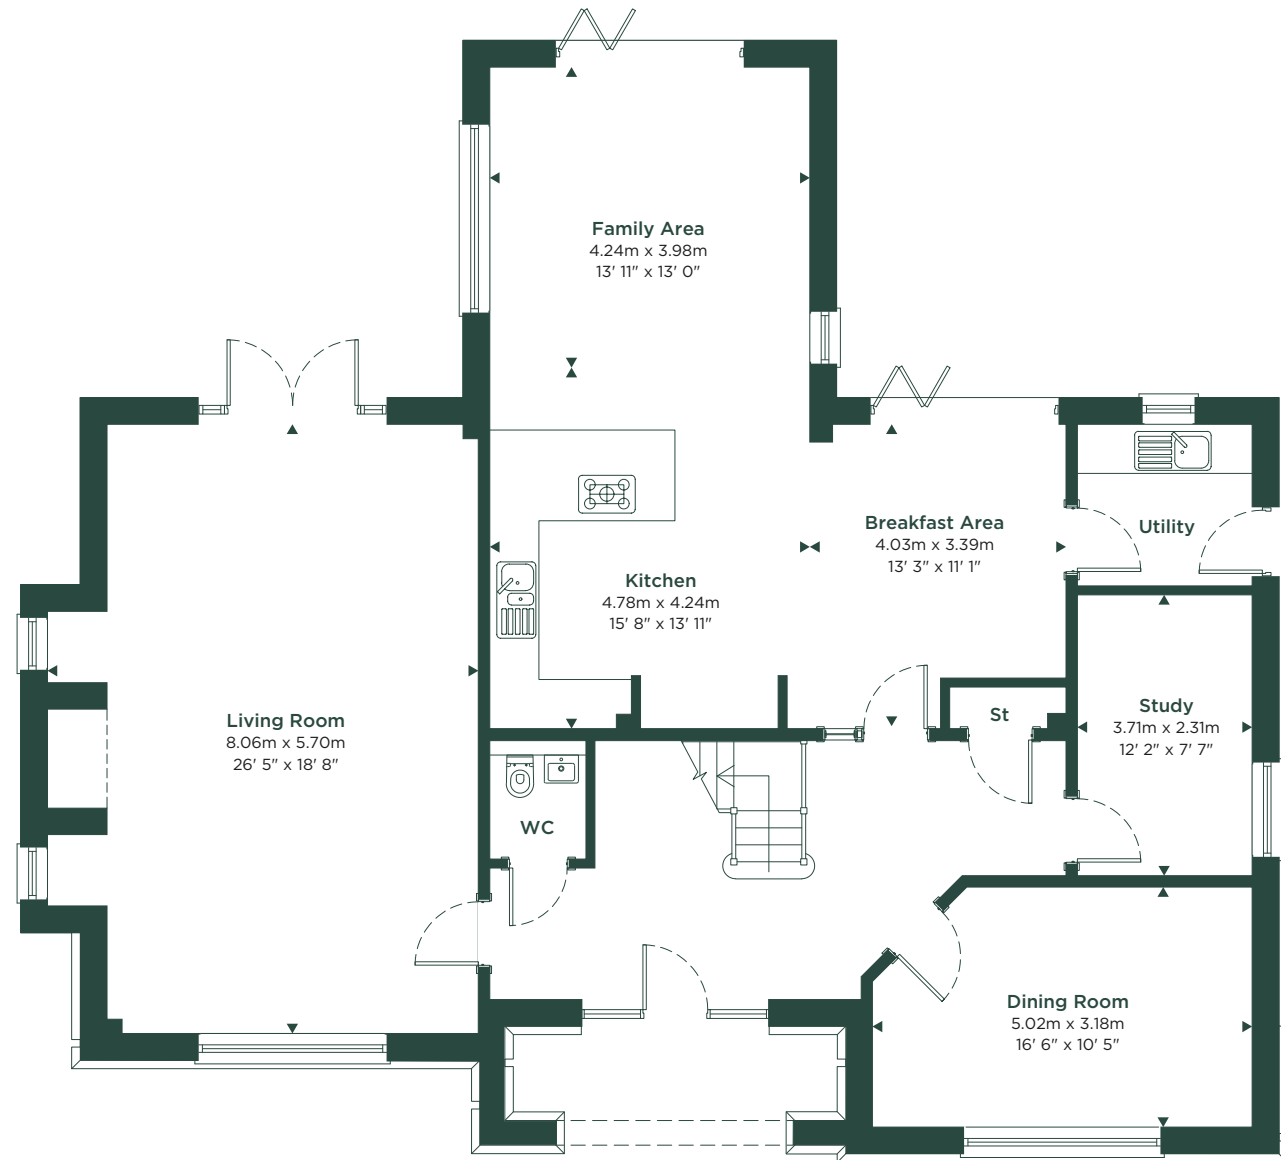 Family Area
4.24m x 3.98m
13' 11" x 13' 0"
Breakfast Area
4.03m x 3.39m
13' 3" x 11' 1"
Utility
Kitchen
4.78m x 4.24m
15' 8" x 13' 11"
Living Room
8.06m x 5.70m
26' 5" x 18' 8"
St
Study
3.71m x 2.31m
12' 2" x 7' 7"
WC
Dining Room
5.02m x 3.18m
16' 6" x 10' 5"